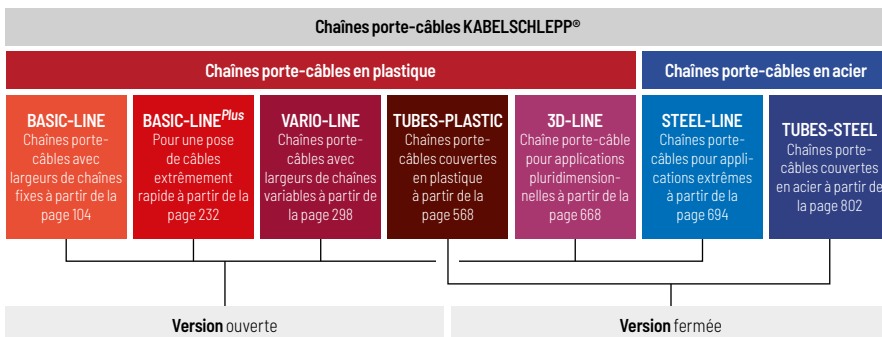 Chaînes porte-câbles KABELSCHLEPP®
Chaînes porte-câbles en plastique
Chaînes porte-câbles en acier
BASIC-LINE
Chaînes porte-
câbles avec
largeurs de chaînes
fixes à partir de la
page 104
BASIC-LINE Plus
Pour une pose
de câbles
extrêmement
rapide à partir de la
page 232
VARIO-LINE
Chaînes porte-
câbles avec
largeurs de chaînes
variables à partir de
la page 298
TUBES-PLASTIC
Chaînes porte-
câbles couvertes
en plastique
à partir de la
page 568
3D-LINE
Chaîne porte-câble
pour applications
pluridimension-
nelles à partir de la
page 668
STEEL-LINE
Chaînes porte-
câbles pour appli-
cations extrêmes
à partir de la
page 694
TUBES-STEEL
Chaînes porte-
câbles couvertes
en acier à partir de
la page 802
Version ouverte
Version fermée